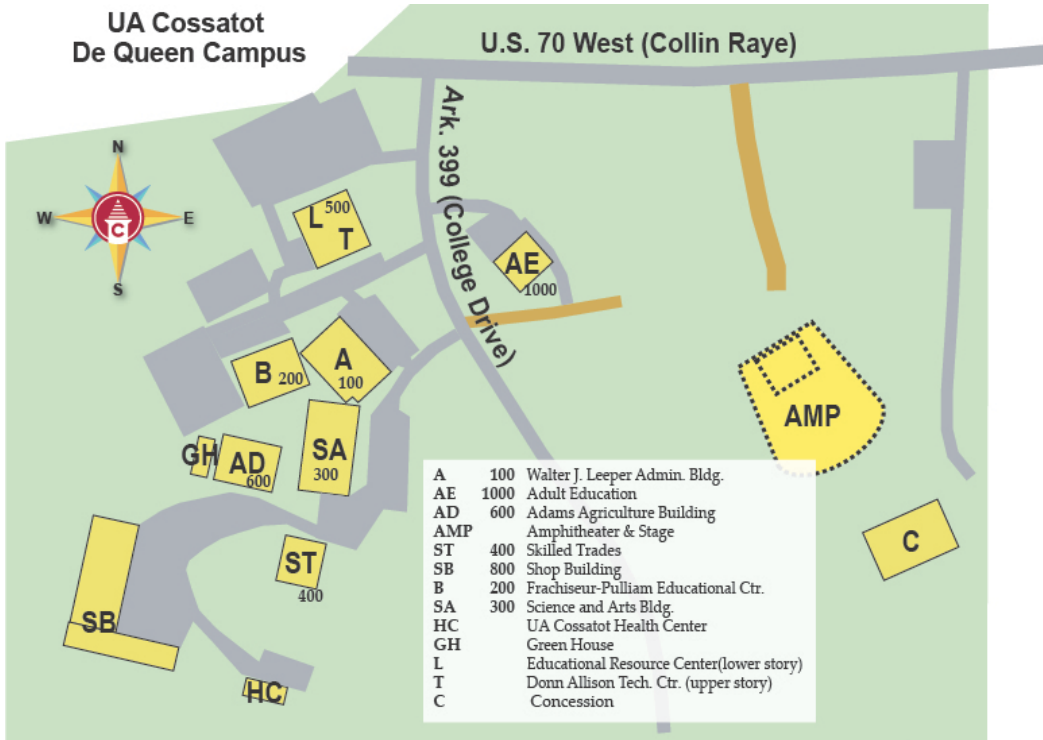 UA Cossatot
De Queen Campus
U.S. 70 West (Collin Raye)
Ark. 399 (College Drive)
N
W
E
S
C
L 500
T
AE
1000
A
100
B 200
SA
300
GH
AD
600
AMP
ST
400
SB
HC
C
A 100 Walter J. Leeper Admin. Bldg.
AE 1000 Adult Education
AD 600 Adams Agriculture Building
AMP Amphitheater & Stage
ST 400 Skilled Trades
SB 800 Shop Building
B 200 Frachiseur-Pulliam Educational Ctr.
SA 300 Science and Arts Bldg.
HC UA Cossatot Health Center
GH Green House
L Educational Resource Center(lower story)
T Donn Allison Tech. Ctr. (upper story)
C Concession